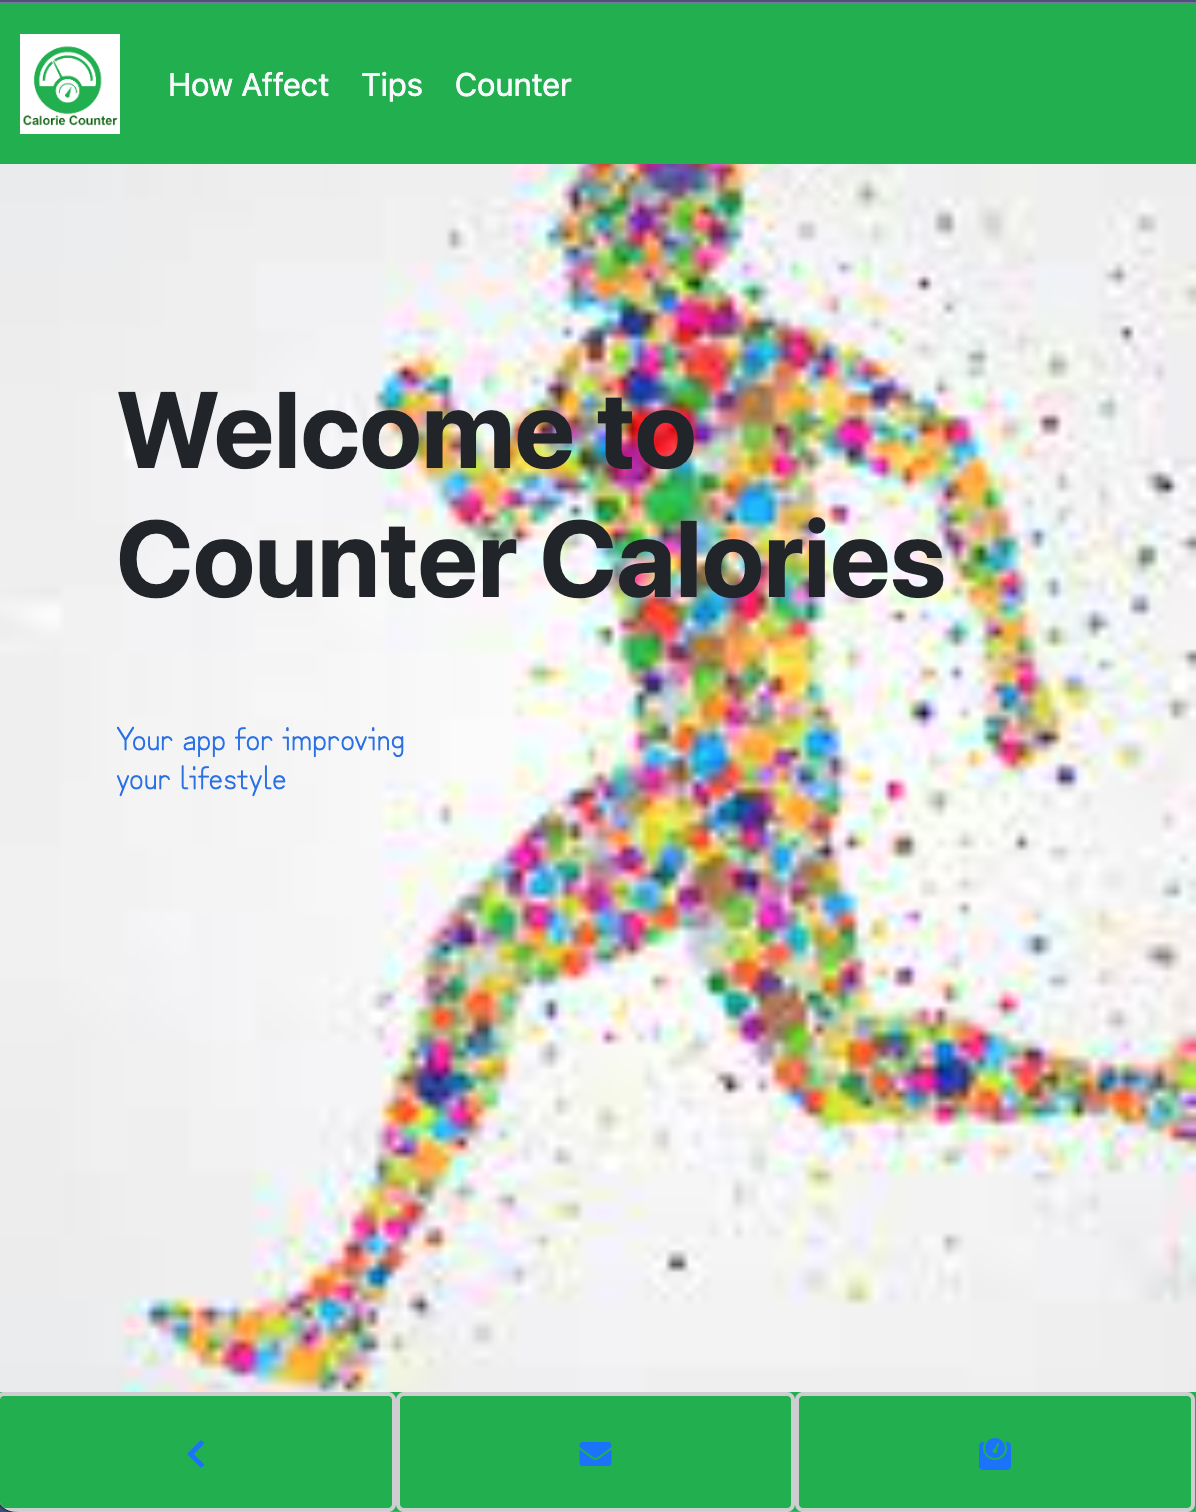 Calorie Counter
How Affect Tips Counter
Welcome to
Counter Calories
Your app for improving
your lifestyle